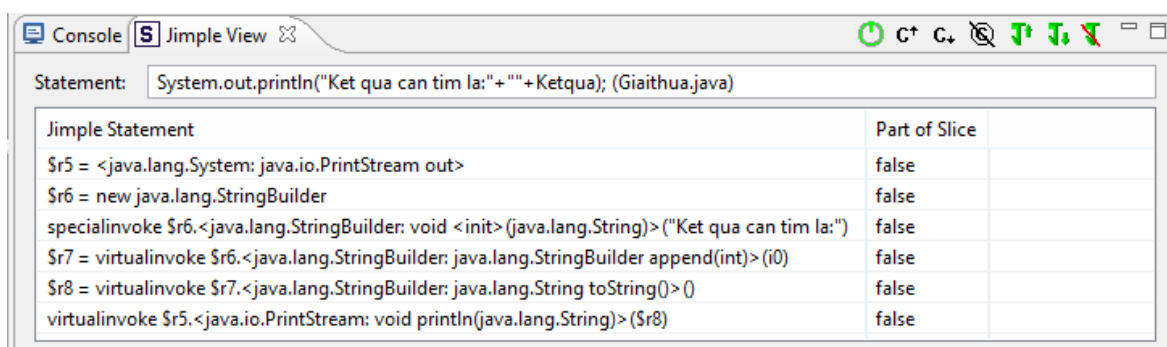 Console S Jimple View
Statement: System.out.println("Ket qua can tim la:"+""+Ketqua); (Giaithua.java)
Jimple Statement Part of Slice
$r5 = <java.lang.System: java.io.PrintStream out> false
$r6 = new java.lang.StringBuilder false
specialinvoke $r6.<java.lang.StringBuilder: void <init>(java.lang.String)>("Ket qua can tim la:") false
$r7 = virtualinvoke $r6.<java.lang.StringBuilder: java.lang.StringBuilder append(int)>(i0) false
$r8 = virtualinvoke $r7.<java.lang.StringBuilder: java.lang.String toString()>() false
virtualinvoke $r5.<java.io.PrintStream: void println(java.lang.String)>($r8) false